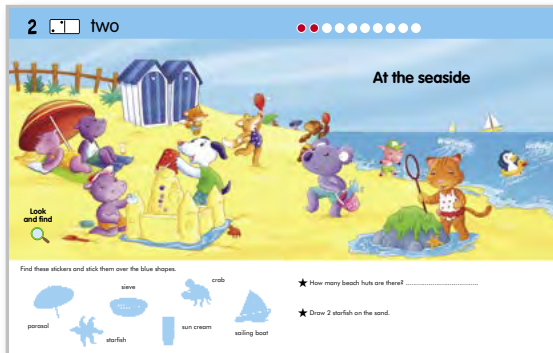 2 two
At the seaside
Look
and find
Find these stickers and stick them over the blue shapes.
parasol
sieve
starfish
crab
sun cream
sailing boat
★ How many beach huts are there? ........................................
★ Draw 2 starfish on the sand.